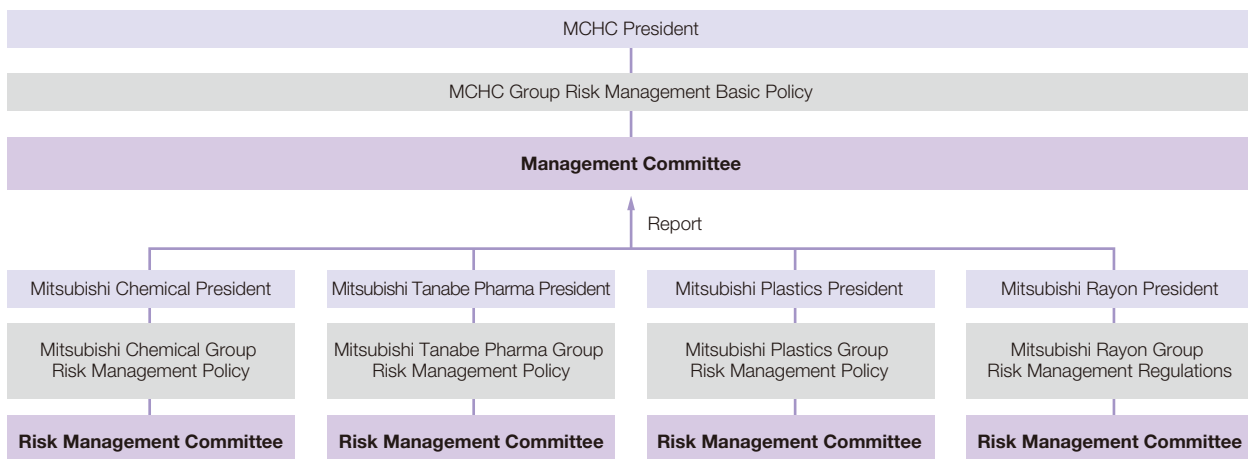 MCHC President
MCHC Group Risk Management Basic Policy
Management Committee
Report
Mitsubishi Chemical President
Mitsubishi Tanabe Pharma President
Mitsubishi Plastics President
Mitsubishi Rayon President
Mitsubishi Chemical Group
Risk Management Policy
Mitsubishi Tanabe Pharma Group
Risk Management Policy
Mitsubishi Plastics Group
Risk Management Policy
Mitsubishi Rayon Group
Risk Management Regulations
Risk Management Committee
Risk Management Committee
Risk Management Committee
Risk Management Committee